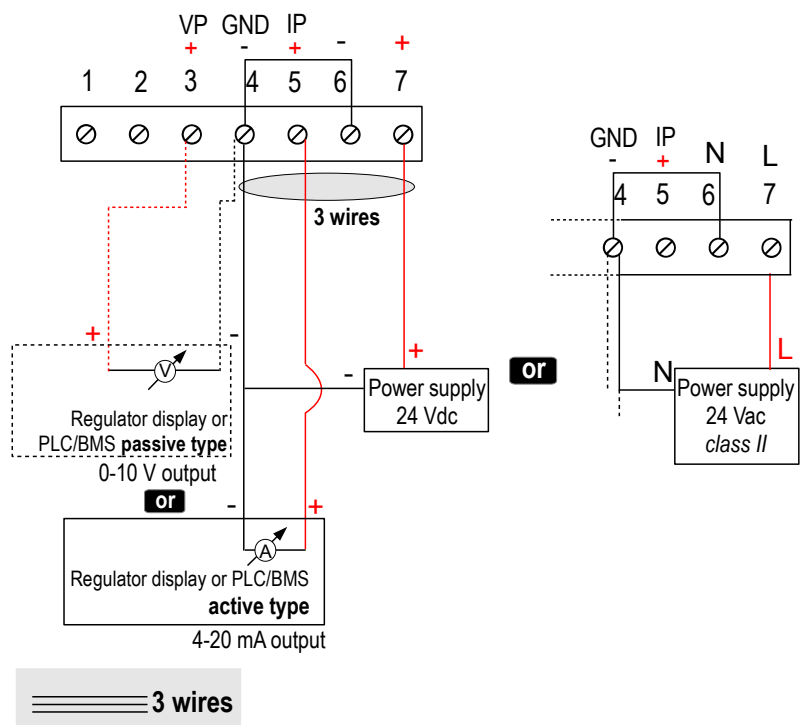 VP GND IP
+ - + - +
1 2 3 4 5 6 7
3 wires
+
-
V
Regulator display or
PLC/BMS passive type
0-10 V output
or
- +
A
Regulator display or PLC/BMS
active type
4-20 mA output
- +
Power supply
24 Vdc
or
GND IP N L
- +
4 5 6 7
N L
Power supply
24 Vac
class II
3 wires